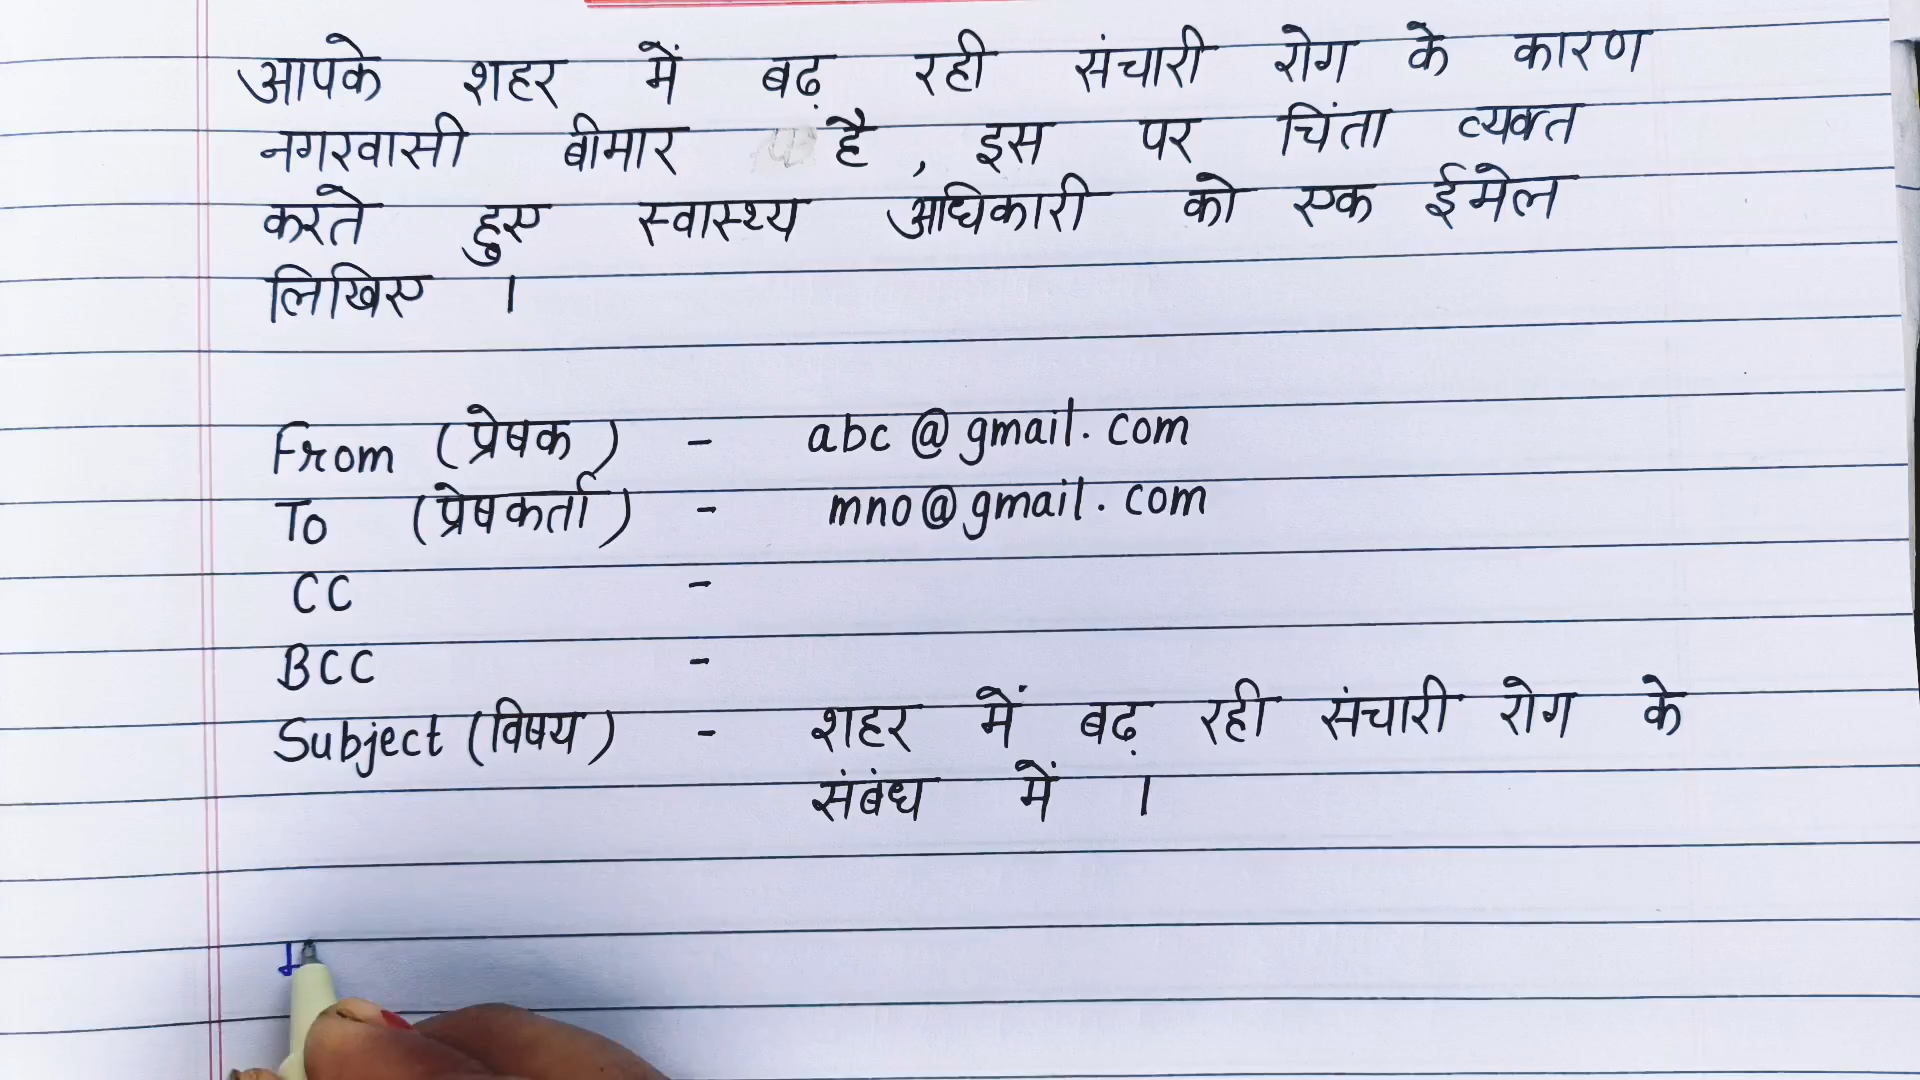 आपके शहर में बढ़ रही संचारी रोग के कारण
नगरवासी बीमार है, इस पर चिंता व्यक्त
करते हुए स्वास्थ्य अधिकारी को एक ईमेल
लिखिए ।
From (प्रेषक) - abc@gmail.com
To (प्रेषकर्ता) - mno@gmail.com
CC -
BCC -
Subject (विषय) - शहर में बढ़ रही संचारी रोग के
संबंध में ।